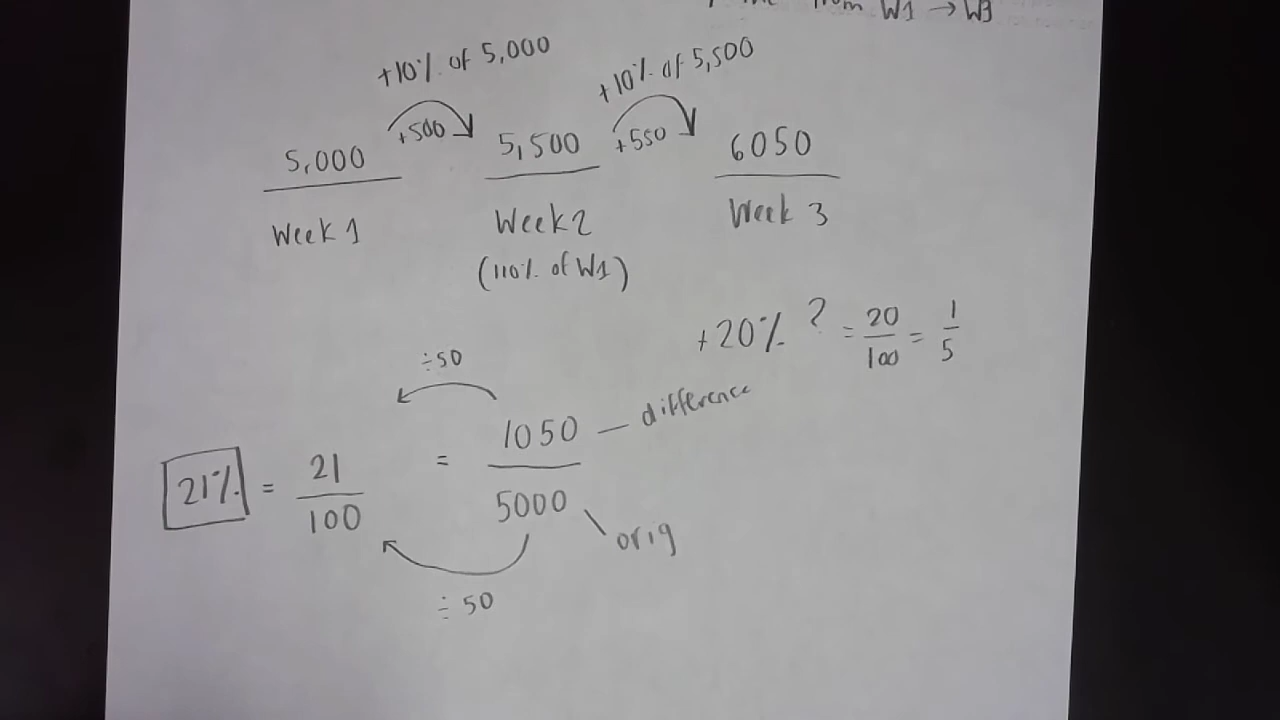 from W1 → W3
+10% of 5,000
+10% of 5,500
+500
+550
5,000
5,500
6050
Week 1
Week 2
Week 3
(110% of W1)
+20% ? = 20/100 = 1/5
÷50
21% = 21/100 = 1050/5000
difference
orig
÷ 50